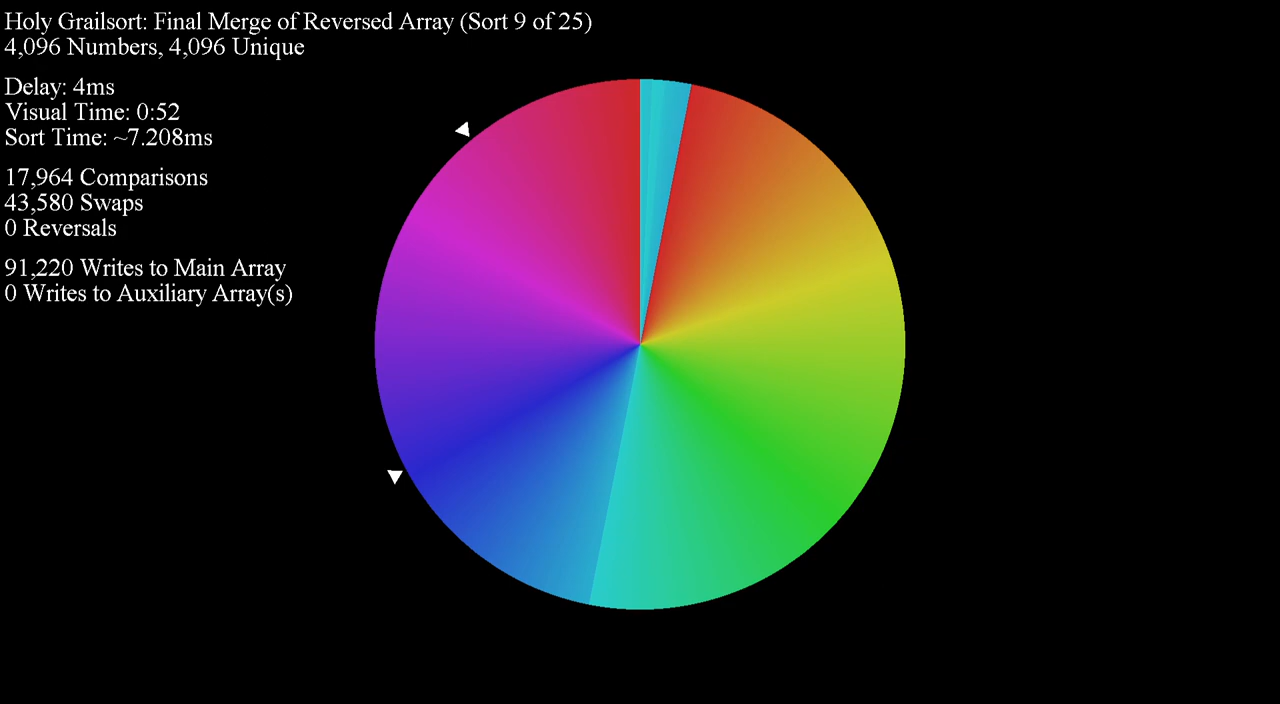 Holy Grailsort: Final Merge of Reversed Array (Sort 9 of 25)
4,096 Numbers, 4,096 Unique
Delay: 4ms
Visual Time: 0:52
Sort Time: ~7.208ms
17,964 Comparisons
43,580 Swaps
0 Reversals
91,220 Writes to Main Array
0 Writes to Auxiliary Array(s)